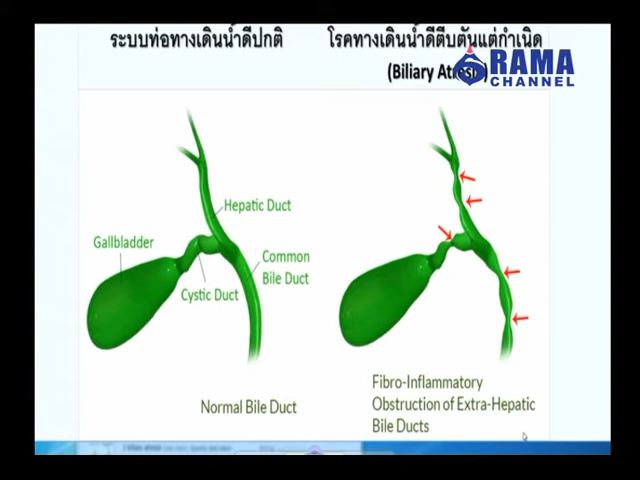 ระบบท่อทางเดินน้ำดีปกติ
โรคทางเดินน้ำดีตีบตันแต่กำเนิด
(Biliary Atresia)
RAMA
CHANNEL
Hepatic Duct
Gallbladder
Common
Bile Duct
Cystic Duct
Normal Bile Duct
Fibro-Inflammatory
Obstruction of Extra-Hepatic
Bile Ducts